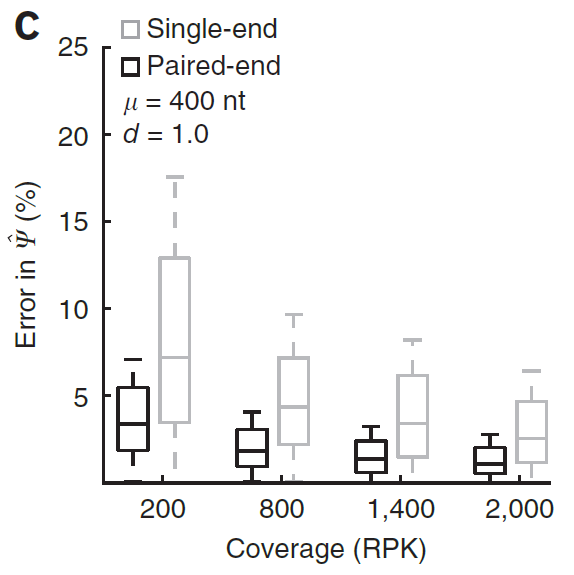 C
Single-end
Paired-end
μ = 400 nt
d = 1.0
25
20
15
10
5
Error in Ψ̂ (%)
200 800 1,400 2,000
Coverage (RPK)